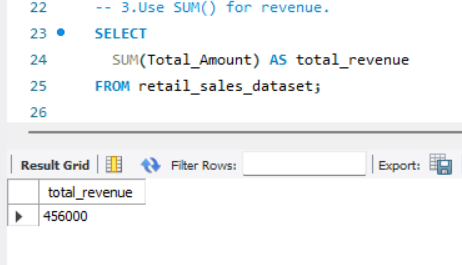 22 -- 3.Use SUM() for revenue.
23 SELECT
24 SUM(Total_Amount) AS total_revenue
25 FROM retail_sales_dataset;
26
Result Grid Filter Rows: Export:
total_revenue
456000